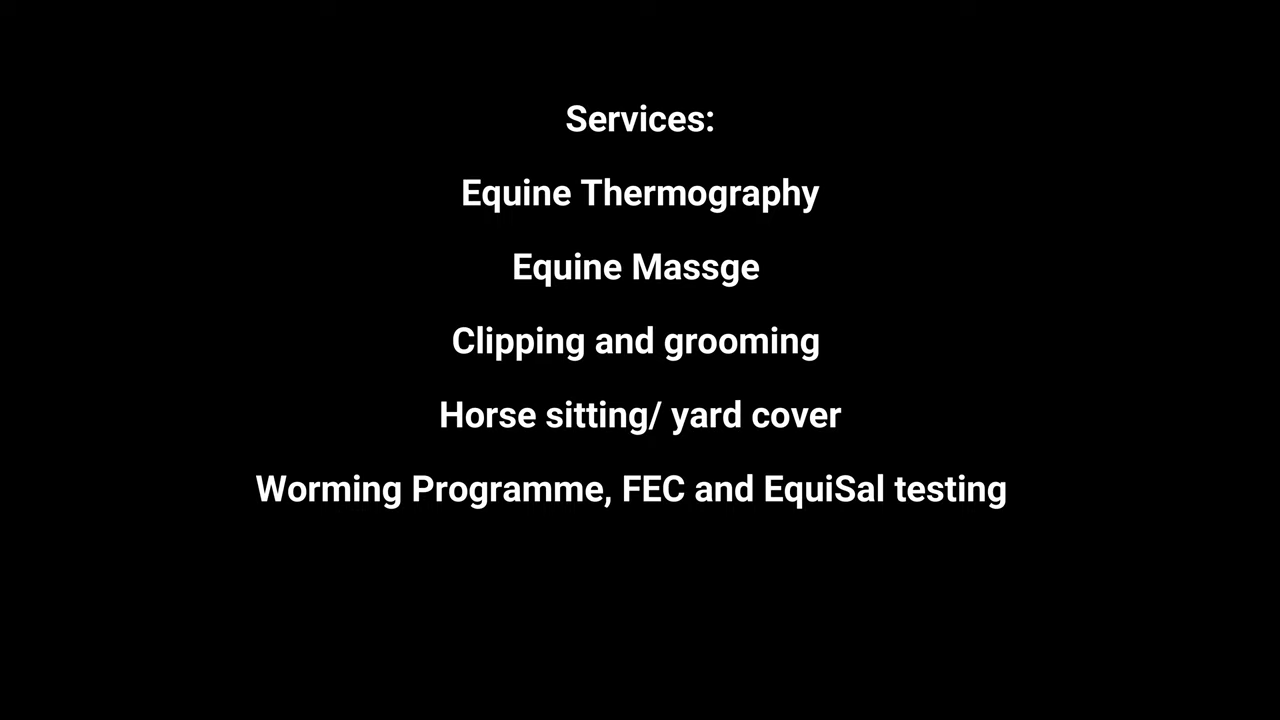 Services:
Equine Thermography
Equine Massge
Clipping and grooming
Horse sitting/ yard cover
Worming Programme, FEC and EquiSal testing